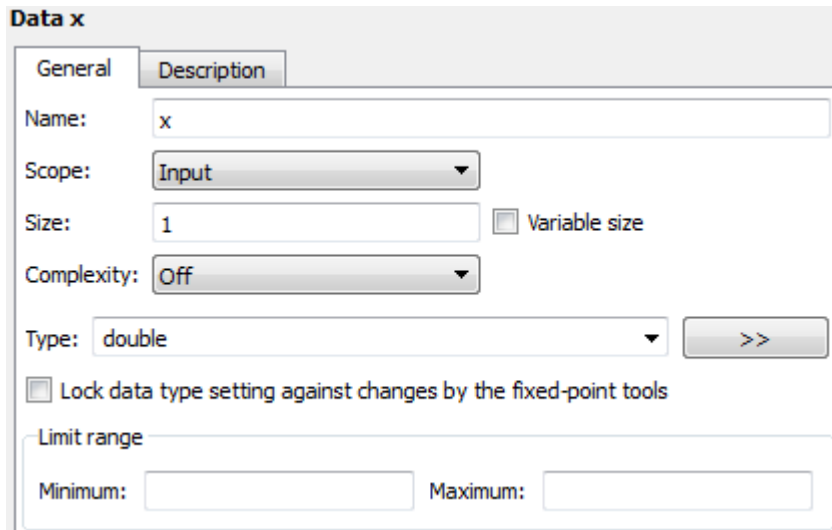 Data x
General Description
Name: x
Scope: Input
Size: 1 Variable size
Complexity: Off
Type: double >>
Lock data type setting against changes by the fixed-point tools
Limit range
Minimum: Maximum: